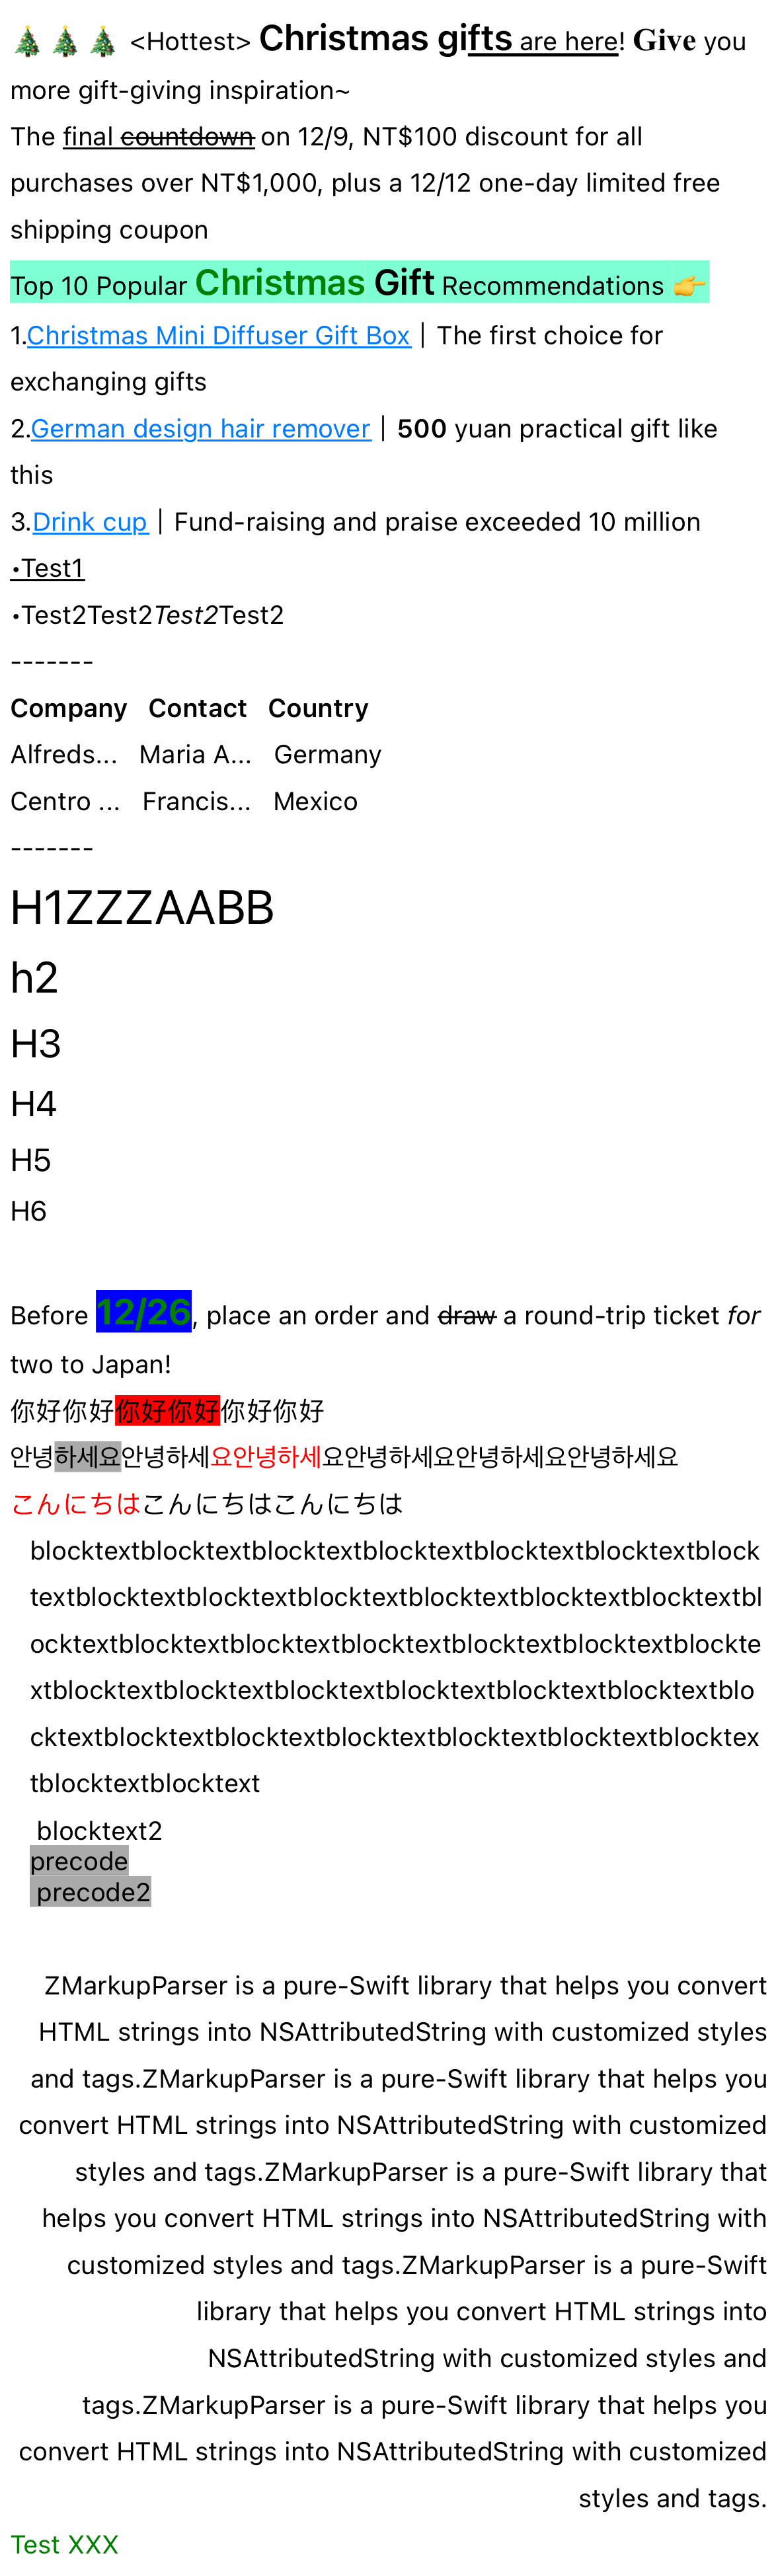 🎄🎄🎄 <Hottest> Christmas gifts are here! Give you
more gift-giving inspiration~
The final countdown on 12/9, NT$100 discount for all
purchases over NT$1,000, plus a 12/12 one-day limited free
shipping coupon
Top 10 Popular Christmas Gift Recommendations 👉
1.Christmas Mini Diffuser Gift Box｜The first choice for
exchanging gifts
2.German design hair remover｜500 yuan practical gift like
this
3.Drink cup｜Fund-raising and praise exceeded 10 million
•Test1
•Test2Test2Test2Test2
-------
Company Contact Country
Alfreds... Maria A... Germany
Centro ... Francis... Mexico
-------
H1ZZZAABB
h2
H3
H4
H5
H6
Before 12/26, place an order and draw a round-trip ticket for
two to Japan!
你好你好你好你好你好你好
안녕하세요안녕하세요안녕하세요안녕하세요안녕하세요안녕하세요
こんにちはこんにちはこんにちは
blocktextblocktextblocktextblocktextblocktextblocktextblock
textblocktextblocktextblocktextblocktextblocktextblocktextbl
ocktextblocktextblocktextblocktextblocktextblocktextblockte
xtblocktextblocktextblocktextblocktextblocktextblocktextblo
cktextblocktextblocktextblocktextblocktextblocktextblocktex
tblocktextblocktext
blocktext2
precode
precode2
ZMarkupParser is a pure-Swift library that helps you convert
HTML strings into NSAttributedString with customized styles
and tags.ZMarkupParser is a pure-Swift library that helps you
convert HTML strings into NSAttributedString with customized
styles and tags.ZMarkupParser is a pure-Swift library that
helps you convert HTML strings into NSAttributedString with
customized styles and tags.ZMarkupParser is a pure-Swift
library that helps you convert HTML strings into
NSAttributedString with customized styles and
tags.ZMarkupParser is a pure-Swift library that helps you
convert HTML strings into NSAttributedString with customized
styles and tags.
Test XXX